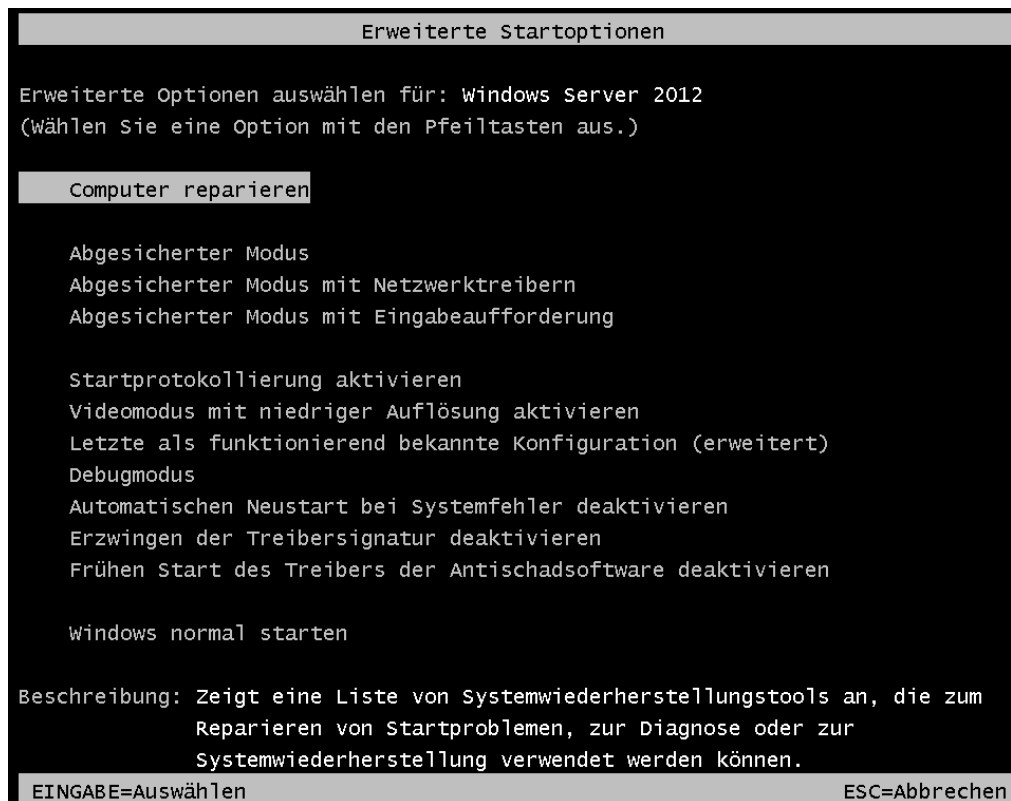 Erweiterte Startoptionen
Erweiterte Optionen auswählen für: Windows Server 2012
(Wählen Sie eine Option mit den Pfeiltasten aus.)
Computer reparieren
Abgesicherter Modus
Abgesicherter Modus mit Netzwerktreibern
Abgesicherter Modus mit Eingabeaufforderung
Startprotokollierung aktivieren
Videomodus mit niedriger Auflösung aktivieren
Letzte als funktionierend bekannte Konfiguration (erweitert)
Debugmodus
Automatischen Neustart bei Systemfehler deaktivieren
Erzwingen der Treibersignatur deaktivieren
Frühen Start des Treibers der Antischadsoftware deaktivieren
Windows normal starten
Beschreibung: Zeigt eine Liste von Systemwiederherstellungstools an, die zum
Reparieren von Startproblemen, zur Diagnose oder zur
Systemwiederherstellung verwendet werden können.
EINGABE=Auswählen ESC=Abbrechen